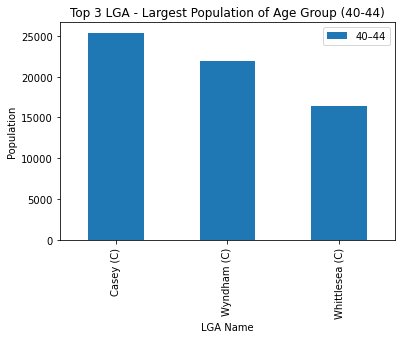 Top 3 LGA - Largest Population of Age Group (40-44)
40–44
25000
20000
15000
10000
5000
0
Population
Casey (C)
Wyndham (C)
Whittlesea (C)
LGA Name